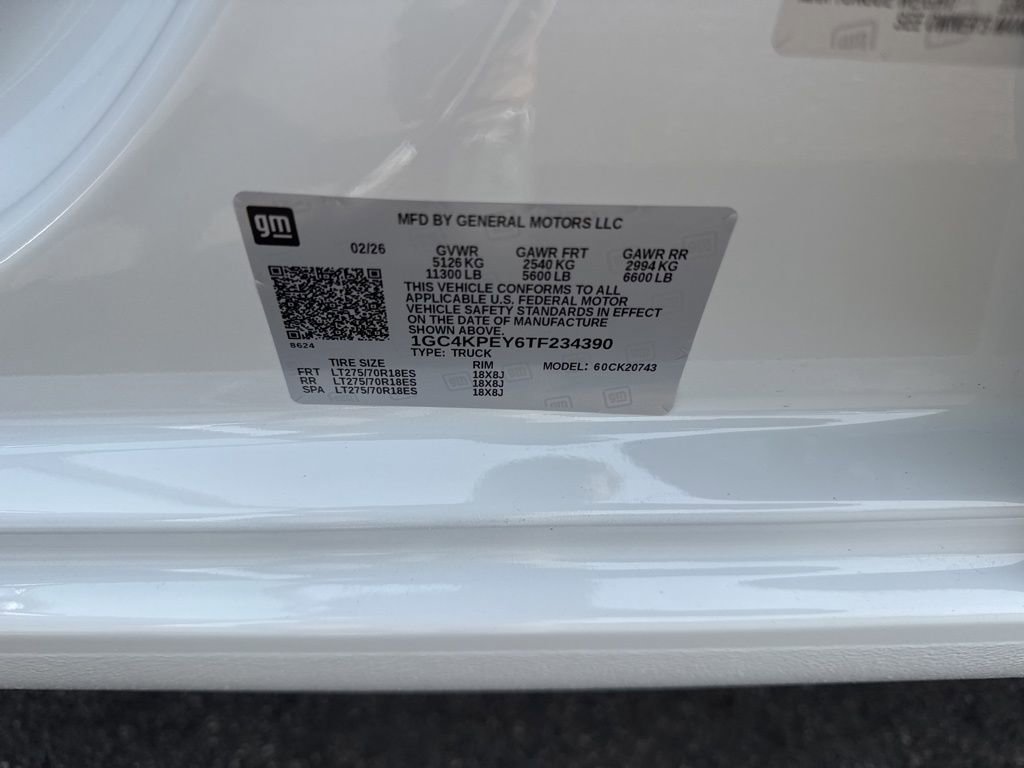 SEE OWNER'S MAN
gm
MFD BY GENERAL MOTORS LLC
02/26 GVWR GAWR FRT GAWR RR
5126 KG 2540 KG 2994 KG
11300 LB 5600 LB 6600 LB
THIS VEHICLE CONFORMS TO ALL
APPLICABLE U.S. FEDERAL MOTOR
VEHICLE SAFETY STANDARDS IN EFFECT
ON THE DATE OF MANUFACTURE
SHOWN ABOVE.
8624
1GC4KPEY6TF234390
TYPE: TRUCK
TIRE SIZE RIM MODEL: 60CK20743
FRT LT275/70R18ES 18X8J
RR LT275/70R18ES 18X8J
SPA LT275/70R18ES 18X8J